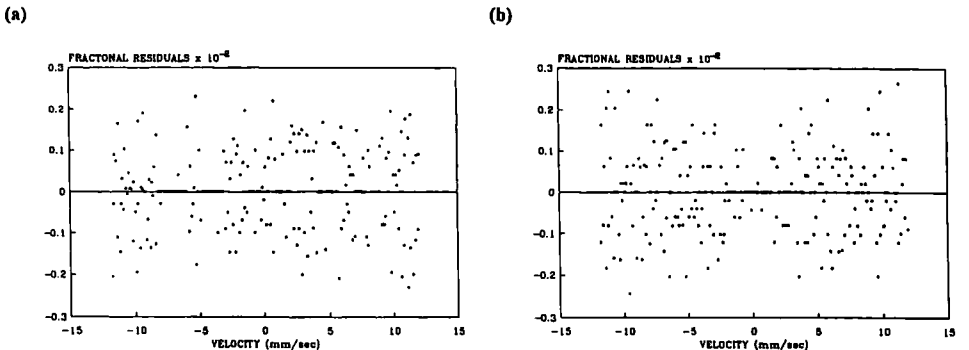 (a)
FRACTONAL RESIDUALS x 10⁻²
0.3
0.2
0.1
0
-0.1
-0.2
-0.3
-15 -10 -5 0 5 10 15
VELOCITY (mm/sec)
(b)
FRACTIONAL RESIDUALS x 10⁻²
0.3
0.2
0.1
0
-0.1
-0.2
-0.3
-15 -10 -5 0 5 10 15
VELOCITY (mm/sec)